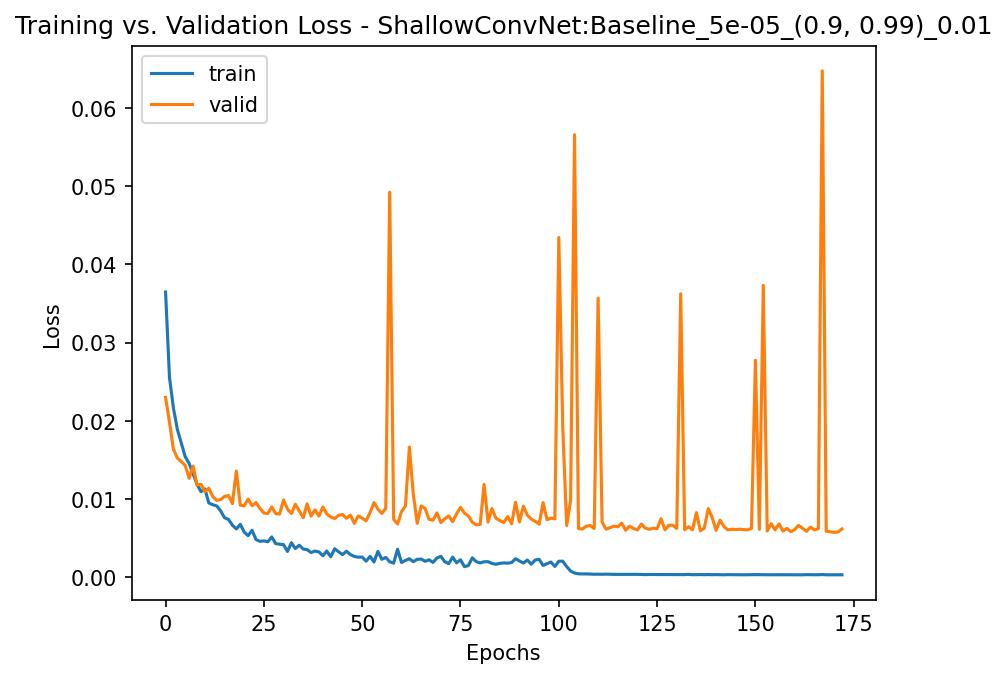 Training vs. Validation Loss - ShallowConvNet:Baseline_5e-05_(0.9, 0.99)_0.01
train
valid
0.06
0.05
0.04
0.03
0.02
0.01
0.00
Loss
0 25 50 75 100 125 150 175
Epochs